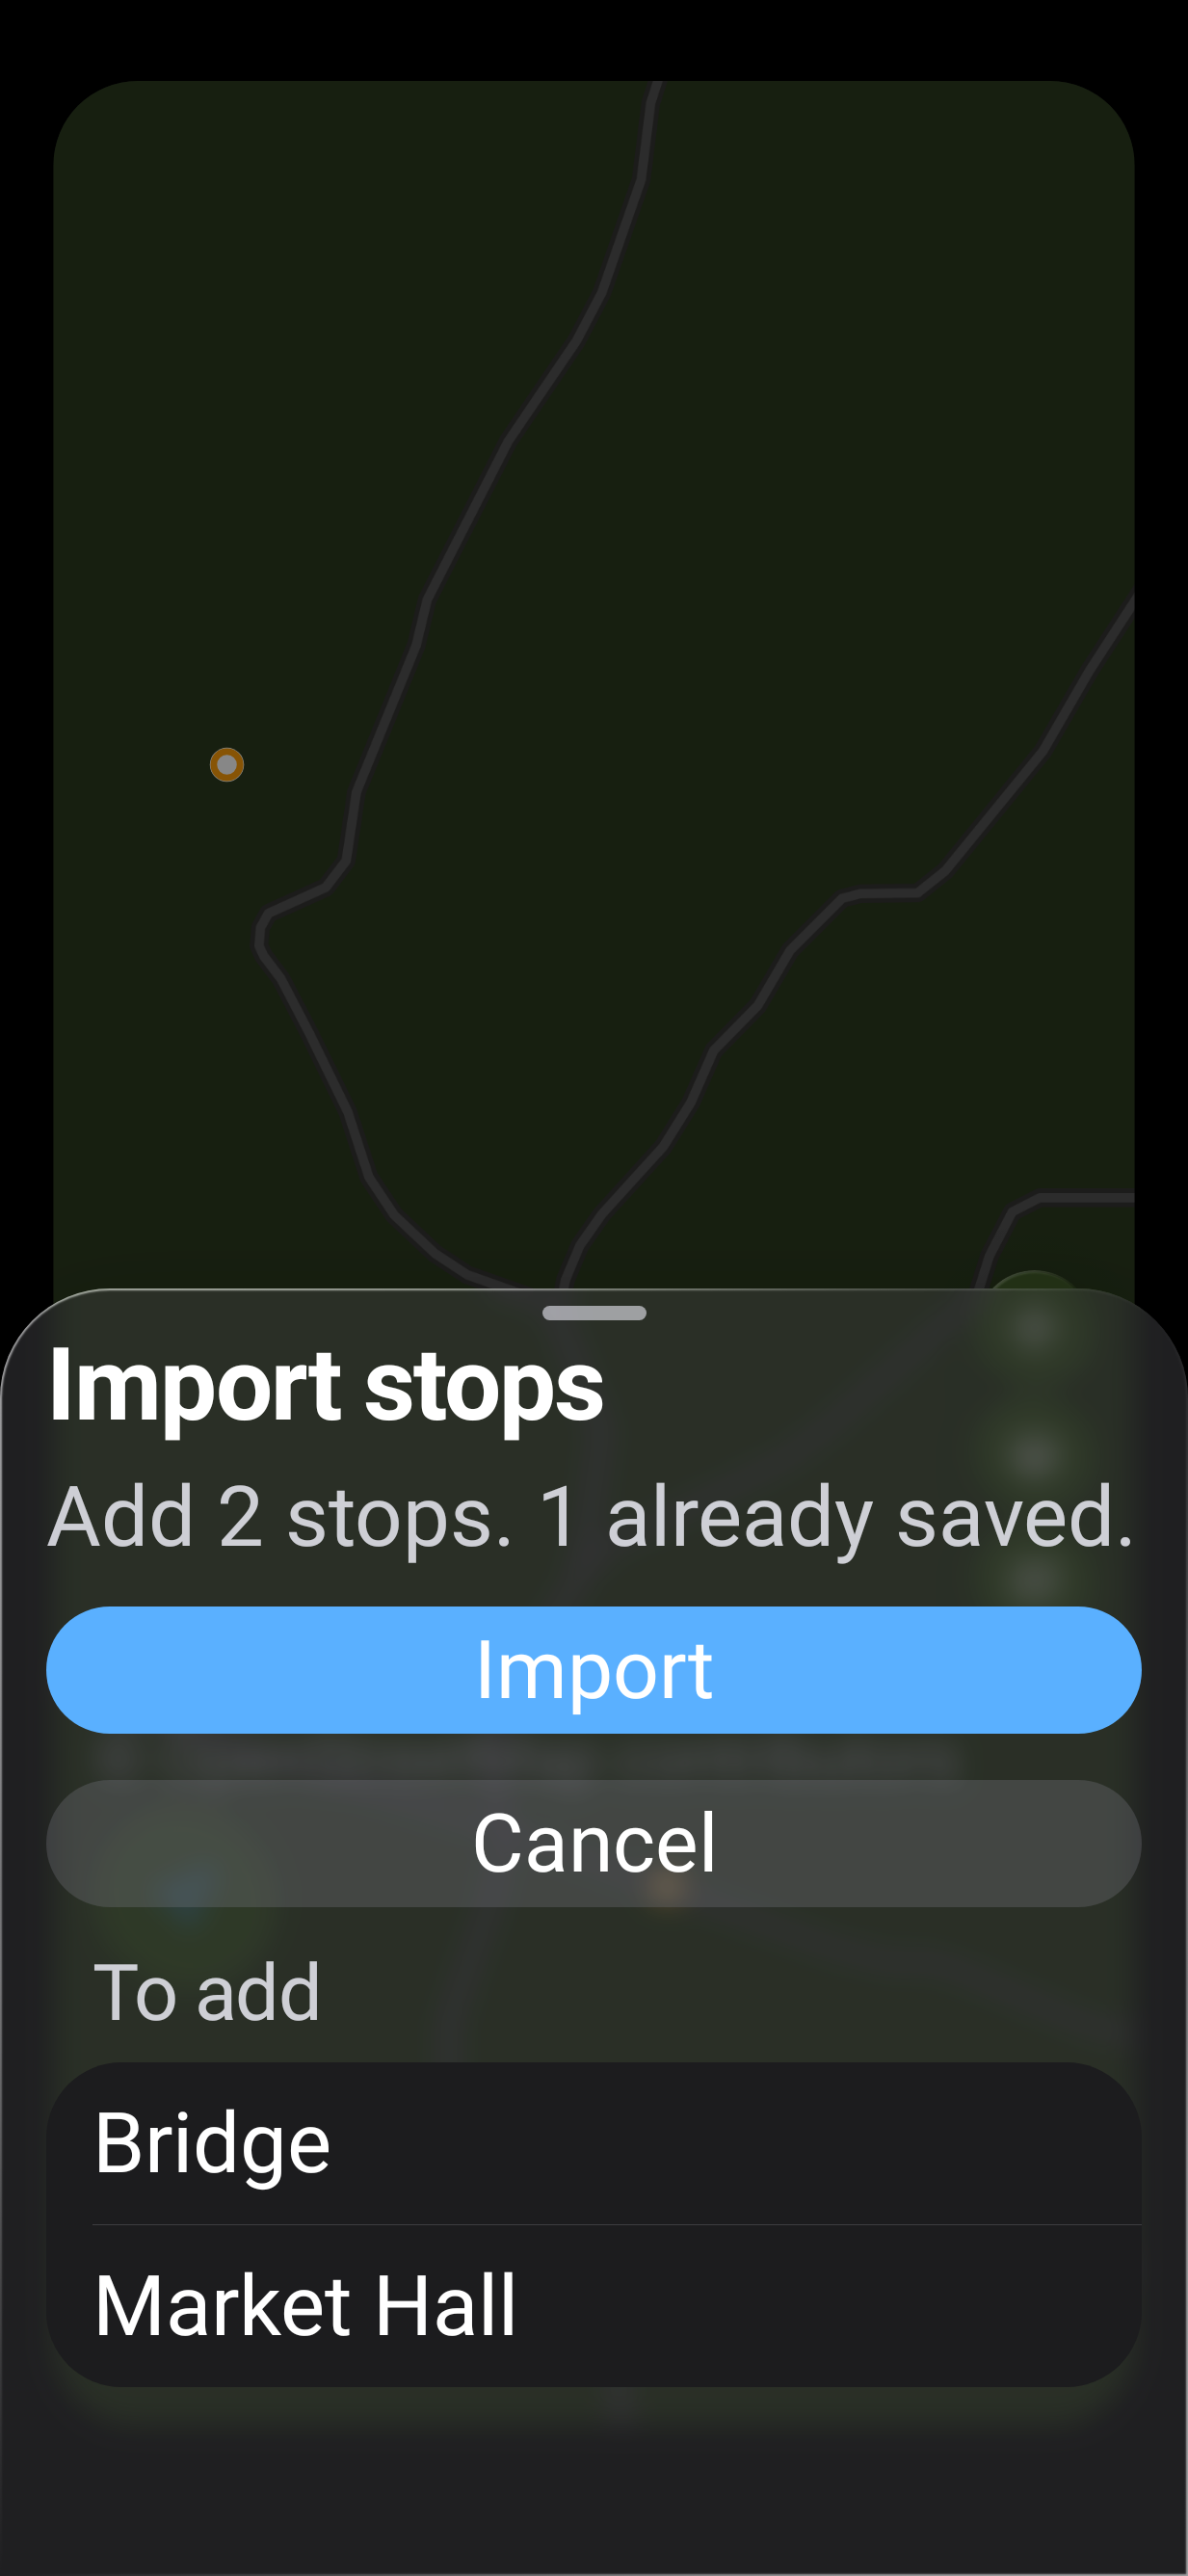 Import stops
Add 2 stops. 1 already saved.
Import
Cancel
To add
Bridge
Market Hall